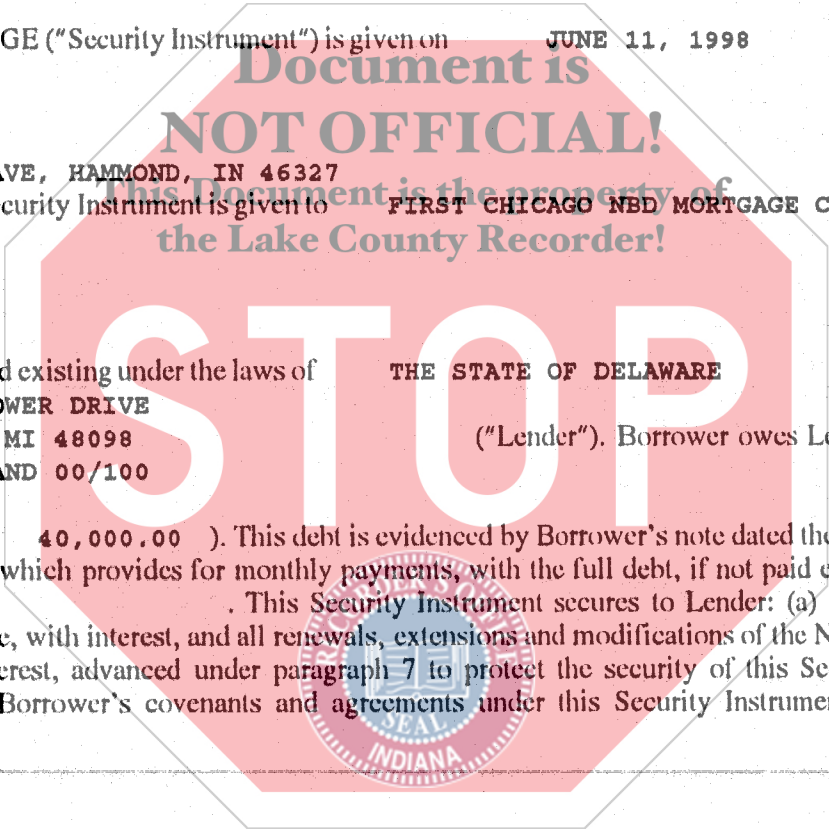 GE ("Security Instrument") is given on JUNE 11, 1998
Document is
NOT OFFICIAL!
AVE, HAMMOND, IN 46327
This Document is the property of
curity Instrument is given to FIRST CHICAGO NBD MORTGAGE C
the Lake County Recorder!
STOP
d existing under the laws of THE STATE OF DELAWARE
OWER DRIVE
MI 48098 ("Lender"). Borrower owes Le
AND 00/100
40,000.00 ). This debt is evidenced by Borrower's note dated the
which provides for monthly payments, with the full debt, if not paid e
. This Security Instrument secures to Lender: (a)
e, with interest, and all renewals, extensions and modifications of the N
erest, advanced under paragraph 7 to protect the security of this Se
Borrower's covenants and agreements under this Security Instrumen
RECORDER'S OFFI
SEAL
INDIANA